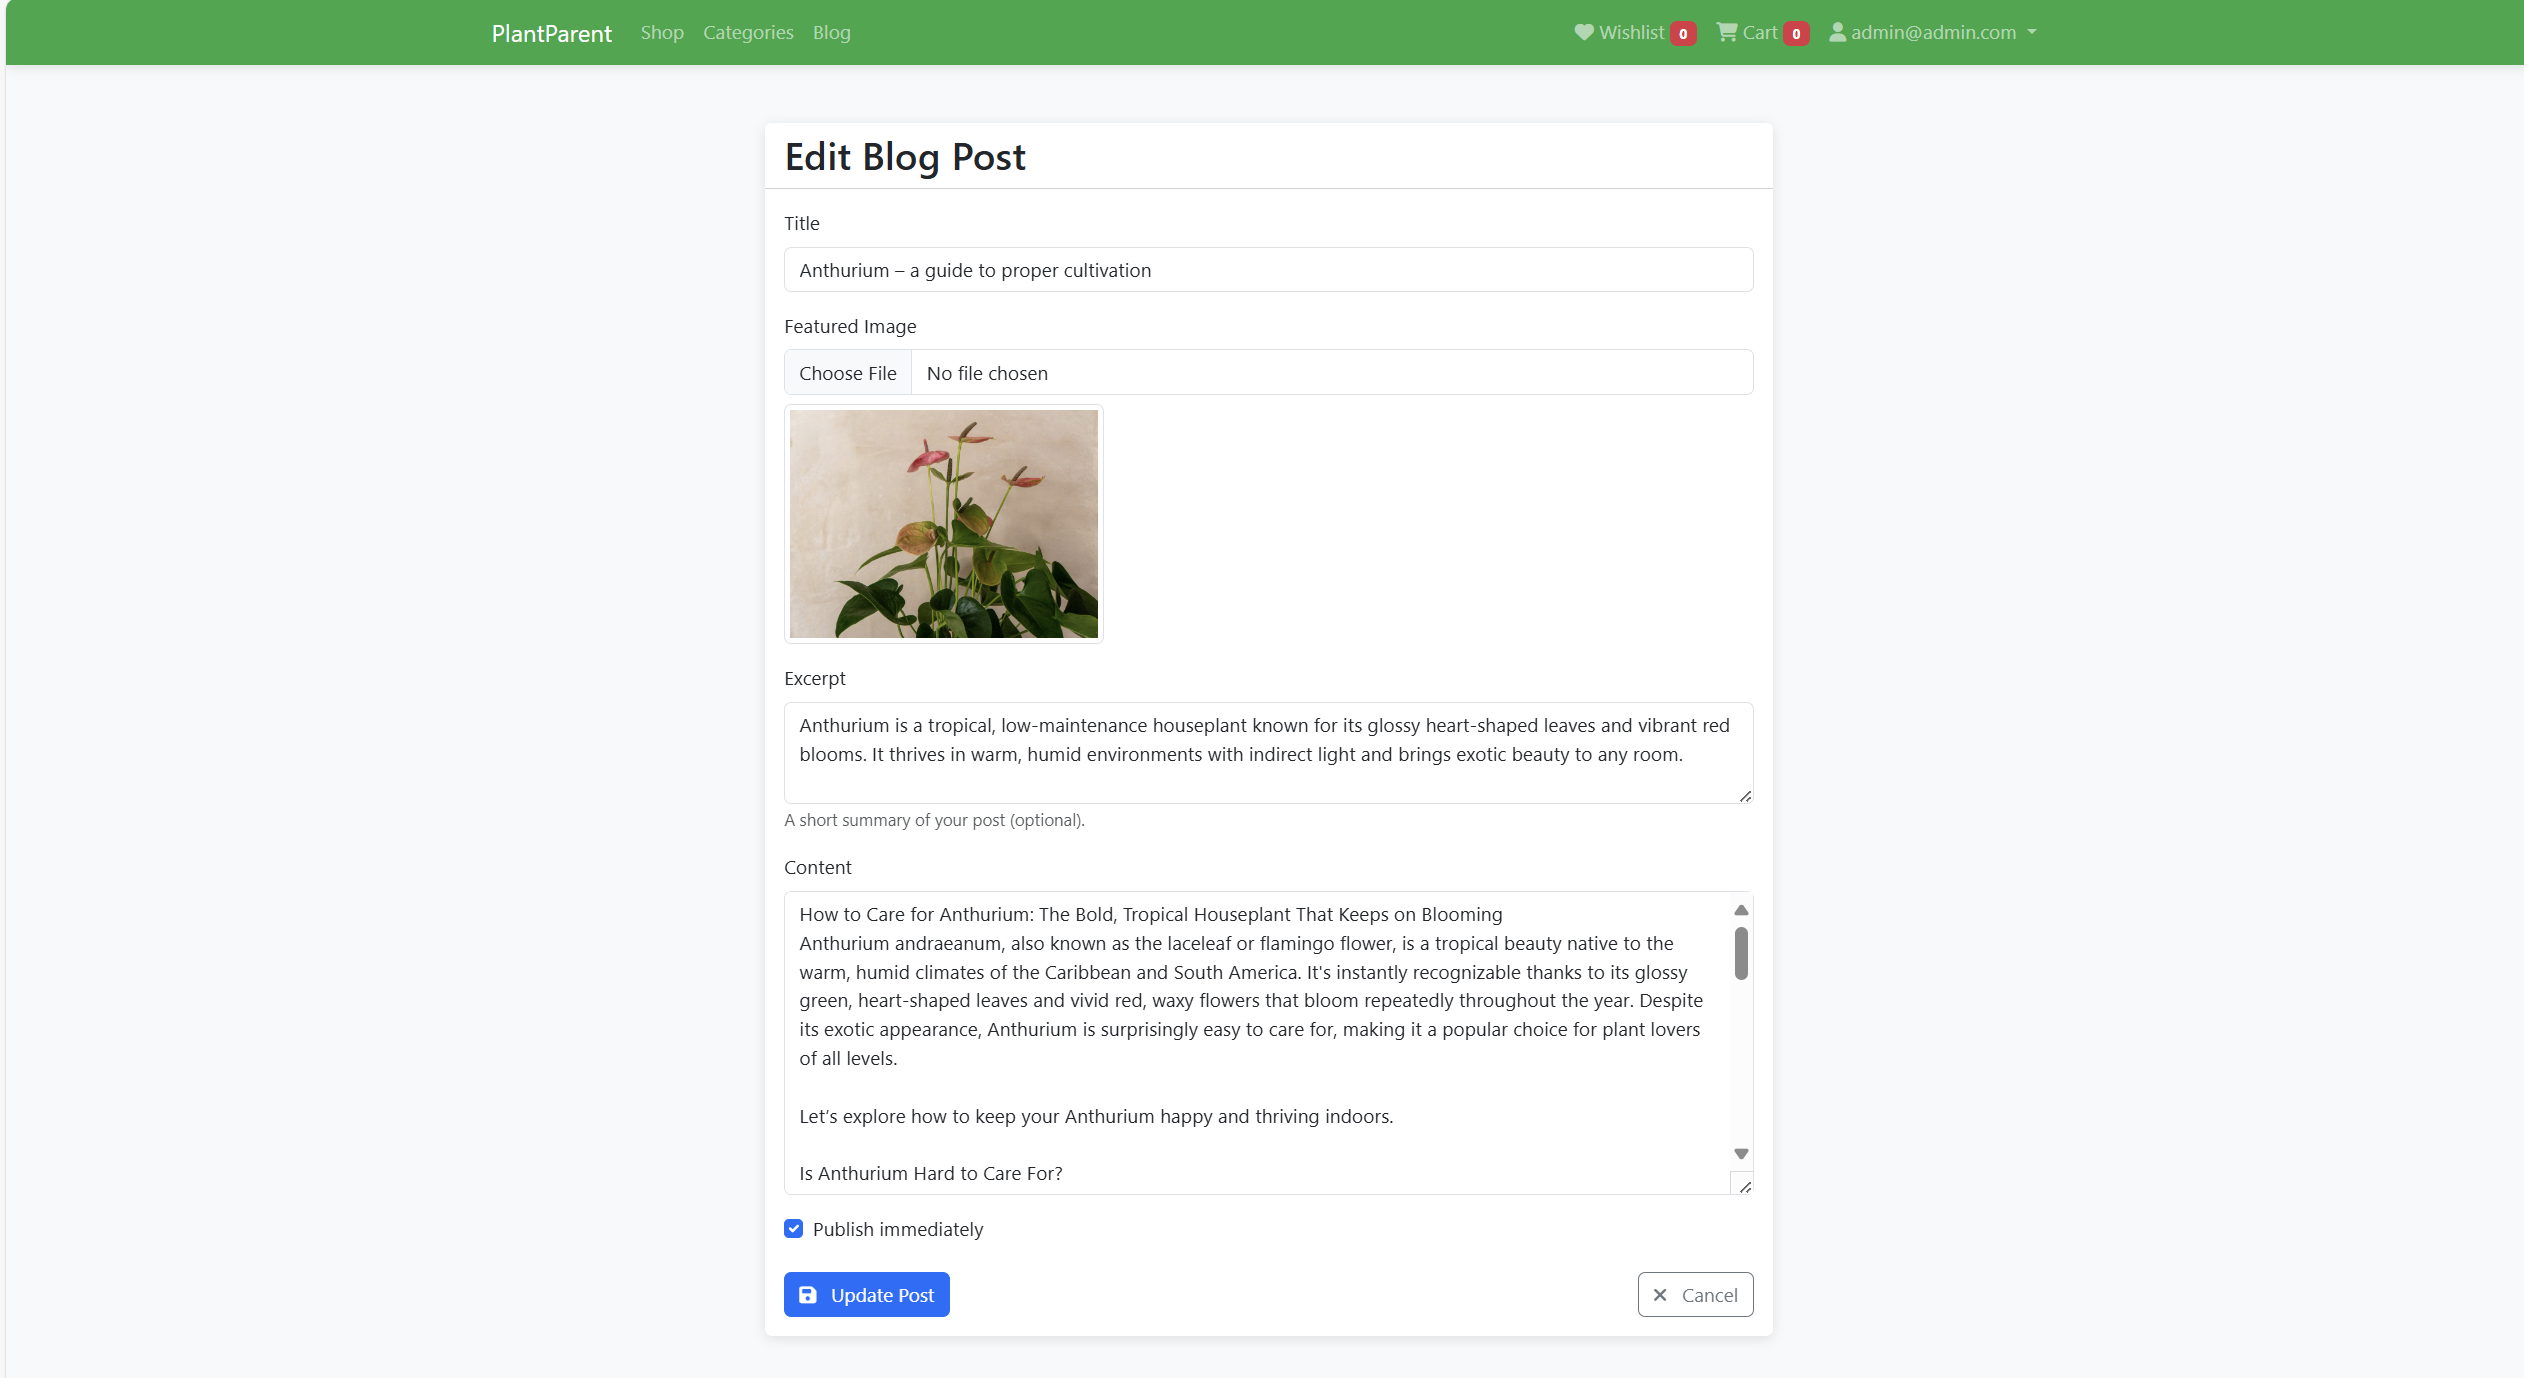 PlantParent Shop Categories Blog Wishlist 0 Cart 0 admin@admin.com
Edit Blog Post
Title
Anthurium – a guide to proper cultivation
Featured Image
Choose File No file chosen
Excerpt
Anthurium is a tropical, low-maintenance houseplant known for its glossy heart-shaped leaves and vibrant red
blooms. It thrives in warm, humid environments with indirect light and brings exotic beauty to any room.
A short summary of your post (optional).
Content
How to Care for Anthurium: The Bold, Tropical Houseplant That Keeps on Blooming
Anthurium andraeanum, also known as the laceleaf or flamingo flower, is a tropical beauty native to the
warm, humid climates of the Caribbean and South America. It's instantly recognizable thanks to its glossy
green, heart-shaped leaves and vivid red, waxy flowers that bloom repeatedly throughout the year. Despite
its exotic appearance, Anthurium is surprisingly easy to care for, making it a popular choice for plant lovers
of all levels.
Let’s explore how to keep your Anthurium happy and thriving indoors.
Is Anthurium Hard to Care For?
Publish immediately
Update Post Cancel